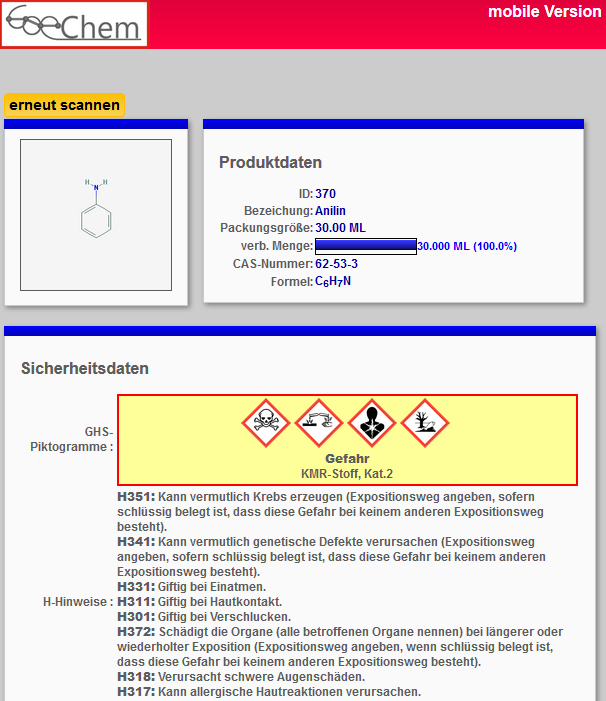 Chem
mobile Version
erneut scannen
H H
N
Produktdaten
ID: 370
Bezeichung: Anilin
Packungsgröße: 30.00 ML
verb. Menge: 30.000 ML (100.0%)
CAS-Nummer: 62-53-3
Formel: C₆H₇N
Sicherheitsdaten
GHS-
Piktogramme :
Gefahr
KMR-Stoff, Kat.2
H-Hinweise :
H351: Kann vermutlich Krebs erzeugen (Expositionsweg angeben, sofern
schlüssig belegt ist, dass diese Gefahr bei keinem anderen Expositionsweg
besteht).
H341: Kann vermutlich genetische Defekte verursachen (Expositionsweg
angeben, sofern schlüssig belegt ist, dass diese Gefahr bei keinem anderen
Expositionsweg besteht).
H331: Giftig bei Einatmen.
H311: Giftig bei Hautkontakt.
H301: Giftig bei Verschlucken.
H372: Schädigt die Organe (alle betroffenen Organe nennen) bei längerer oder
wiederholter Exposition (Expositionsweg angeben, wenn schlüssig belegt ist,
dass diese Gefahr bei keinem anderen Expositionsweg besteht).
H318: Verursacht schwere Augenschäden.
H317: Kann allergische Hautreaktionen verursachen.